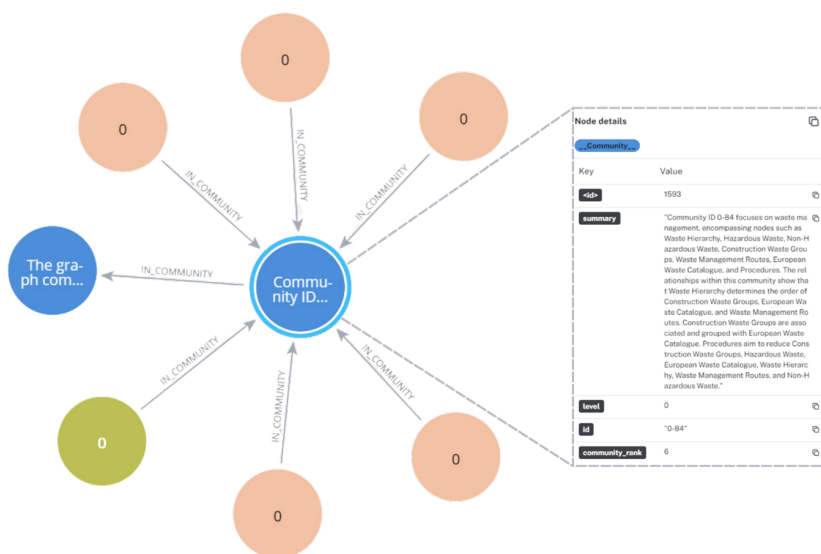 0
0
0
IN_COMMUNITY
IN_COMMUNITY
IN_COMMUNITY
The gra-
ph com...
IN_COMMUNITY
Commu-
nity ID...
IN_COMMUNITY
IN_COMMUNITY
IN_COMMUNITY
0
0
0
Node details
__Community__
Key Value
<id> 1593
summary "Community ID 0-84 focuses on waste ma
nagement, encompassing nodes such as
Waste Hierarchy, Hazardous Waste, Non-H
azardous Waste, Construction Waste Grou
ps, Waste Management Routes, European
Waste Catalogue, and Procedures. The rel
ationships within this community show tha
t Waste Hierarchy determines the order of
Construction Waste Groups, European Wa
ste Catalogue, and Waste Management Ro
utes. Construction Waste Groups are asso
ciated and grouped with European Waste
Catalogue. Procedures aim to reduce Cons
truction Waste Groups, Hazardous Waste,
European Waste Catalogue, Waste Hierarc
hy, Waste Management Routes, and Non-H
azardous Waste."
level 0
id "0-84"
community_rank 6